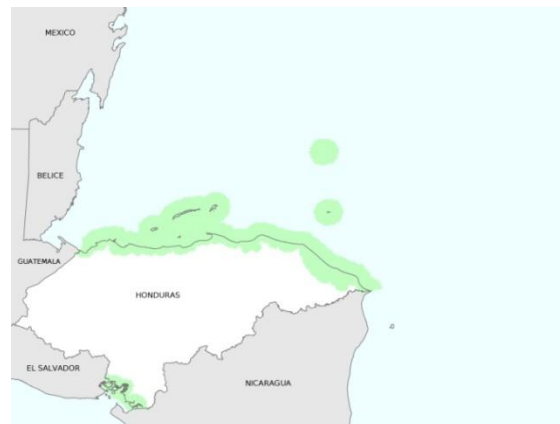 MEXICO
BELICE
GUATEMALA
HONDURAS
EL SALVADOR
NICARAGUA